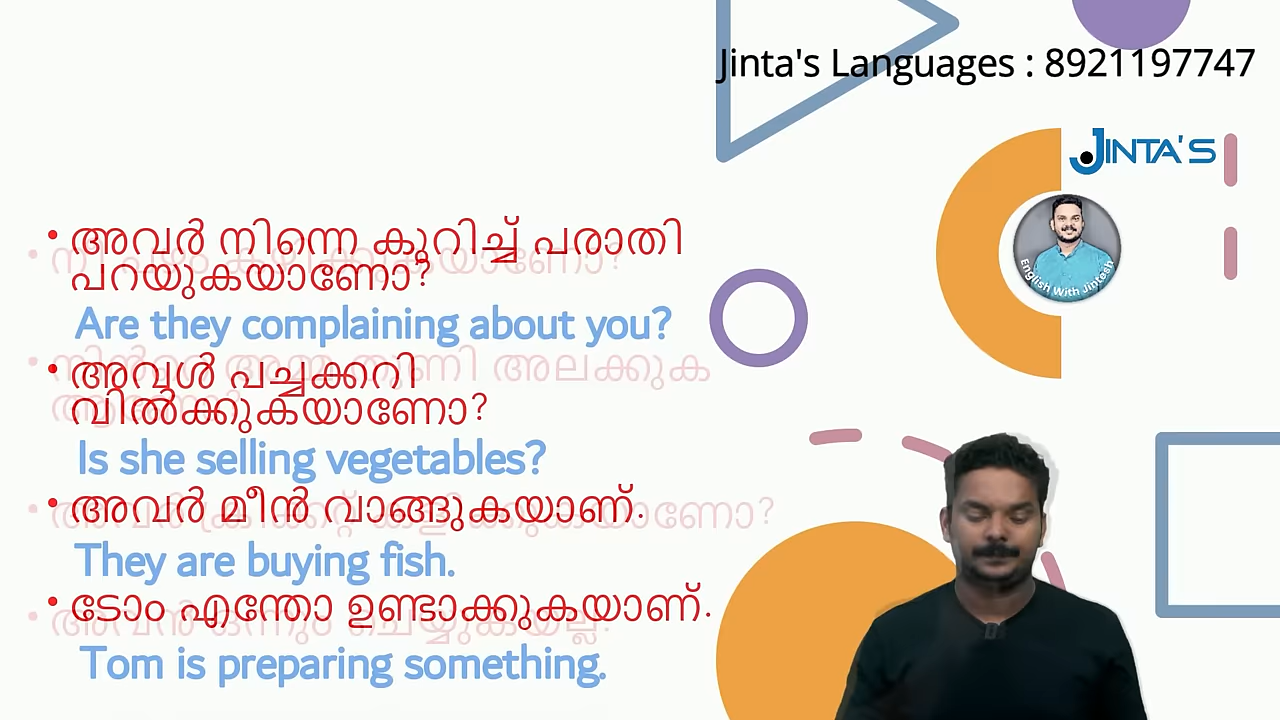 Jinta's Languages : 8921197747
JINTA'S
English With Jintesh
• അവർ നിന്നെ കുറിച്ച് പരാതി
പറയുകയാണോ?
Are they complaining about you?
• അവൾ പച്ചക്കറി
വിൽക്കുകയാണോ?
Is she selling vegetables?
• അവർ മീൻ വാങ്ങുകയാണ്.
They are buying fish.
• ടോം എന്തോ ഉണ്ടാക്കുകയാണ്.
Tom is preparing something.